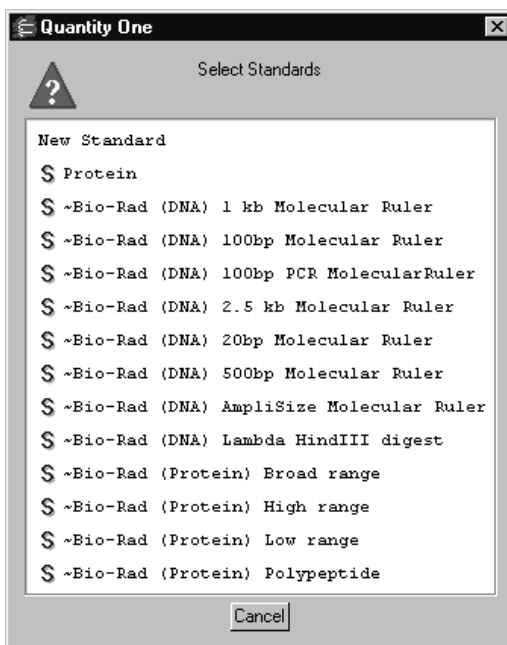 Quantity One
Select Standards
New Standard
S Protein
S ~Bio-Rad (DNA) 1 kb Molecular Ruler
S ~Bio-Rad (DNA) 100bp Molecular Ruler
S ~Bio-Rad (DNA) 100bp PCR MolecularRuler
S ~Bio-Rad (DNA) 2.5 kb Molecular Ruler
S ~Bio-Rad (DNA) 20bp Molecular Ruler
S ~Bio-Rad (DNA) 500bp Molecular Ruler
S ~Bio-Rad (DNA) AmpliSize Molecular Ruler
S ~Bio-Rad (DNA) Lambda HindIII digest
S ~Bio-Rad (Protein) Broad range
S ~Bio-Rad (Protein) High range
S ~Bio-Rad (Protein) Low range
S ~Bio-Rad (Protein) Polypeptide
Cancel